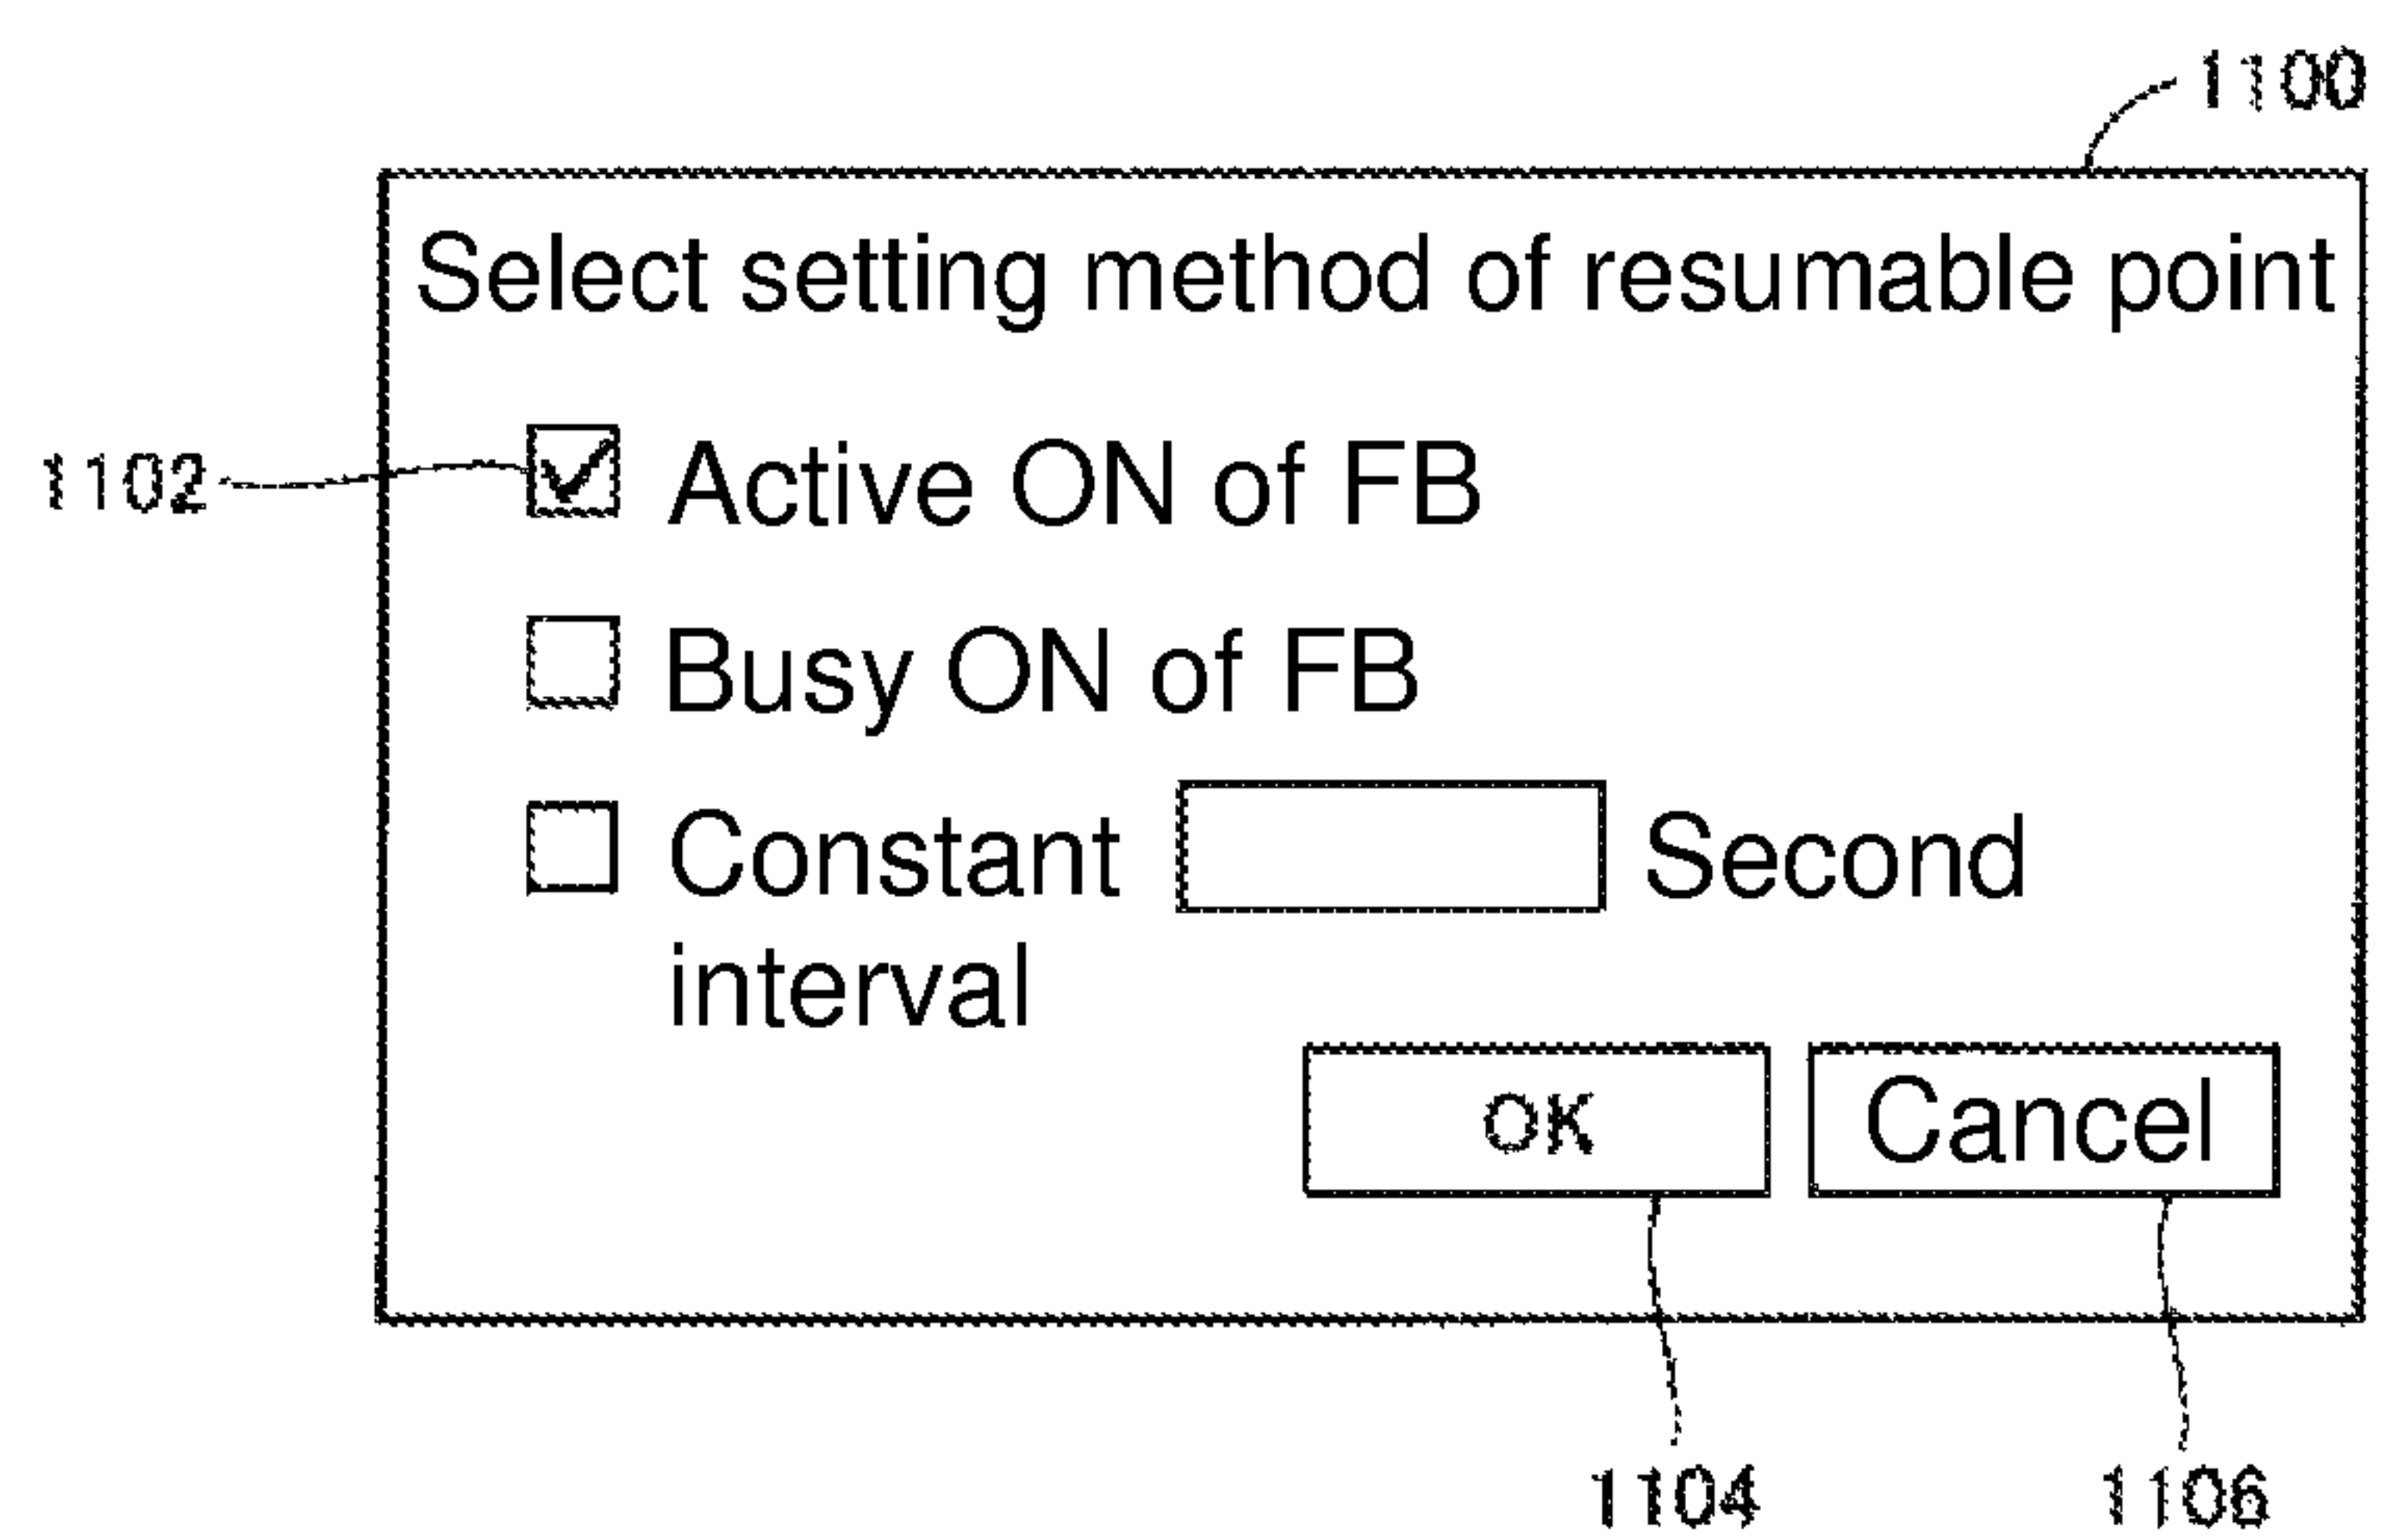 1100
Select setting method of resumable point
1102
Active ON of FB
Busy ON of FB
Constant Second
interval
OK Cancel
1104 1106